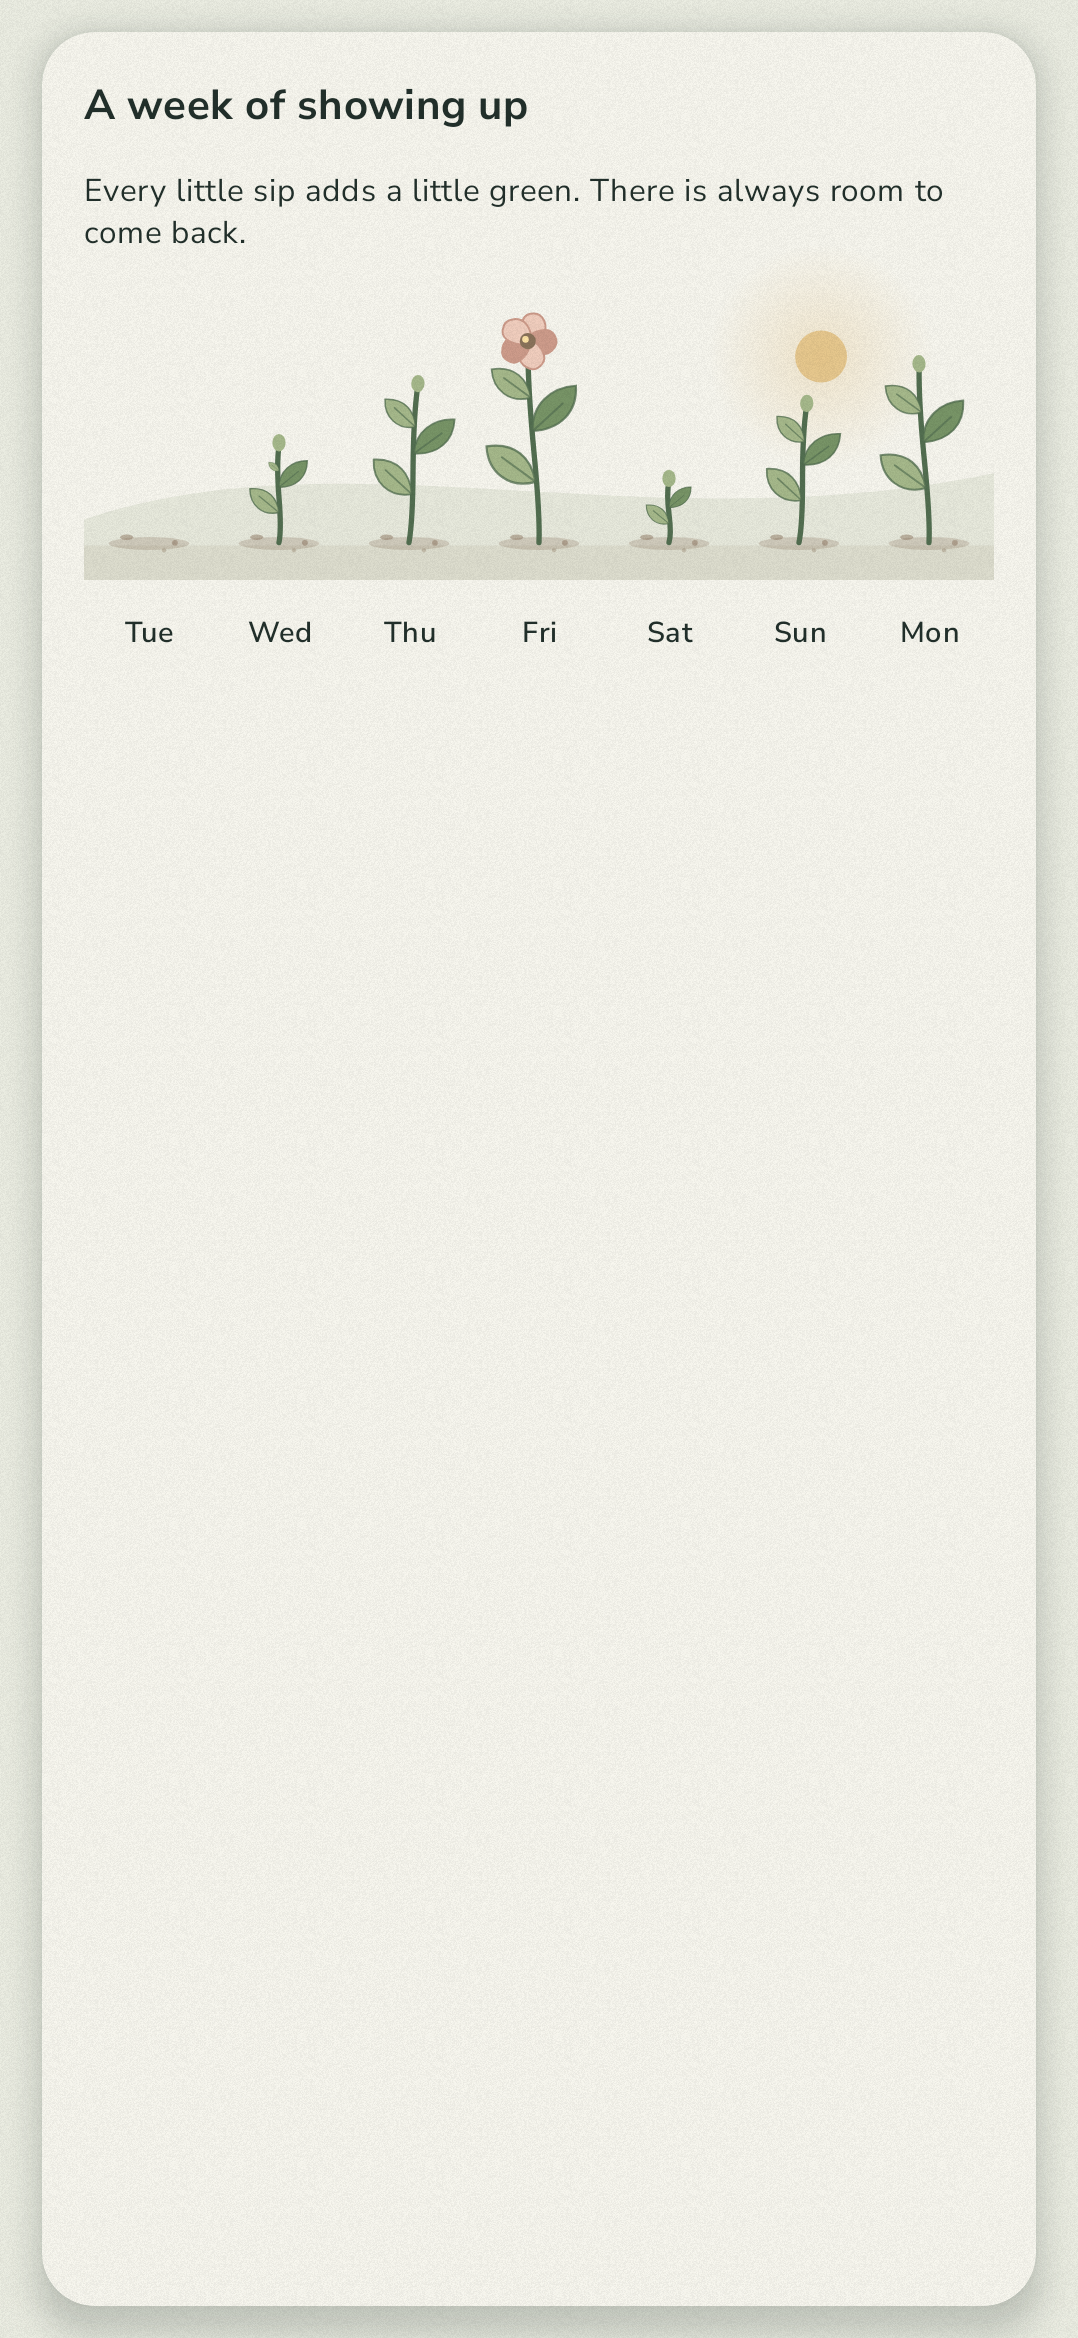 A week of showing up
Every little sip adds a little green. There is always room to
come back.
Tue Wed Thu Fri Sat Sun Mon